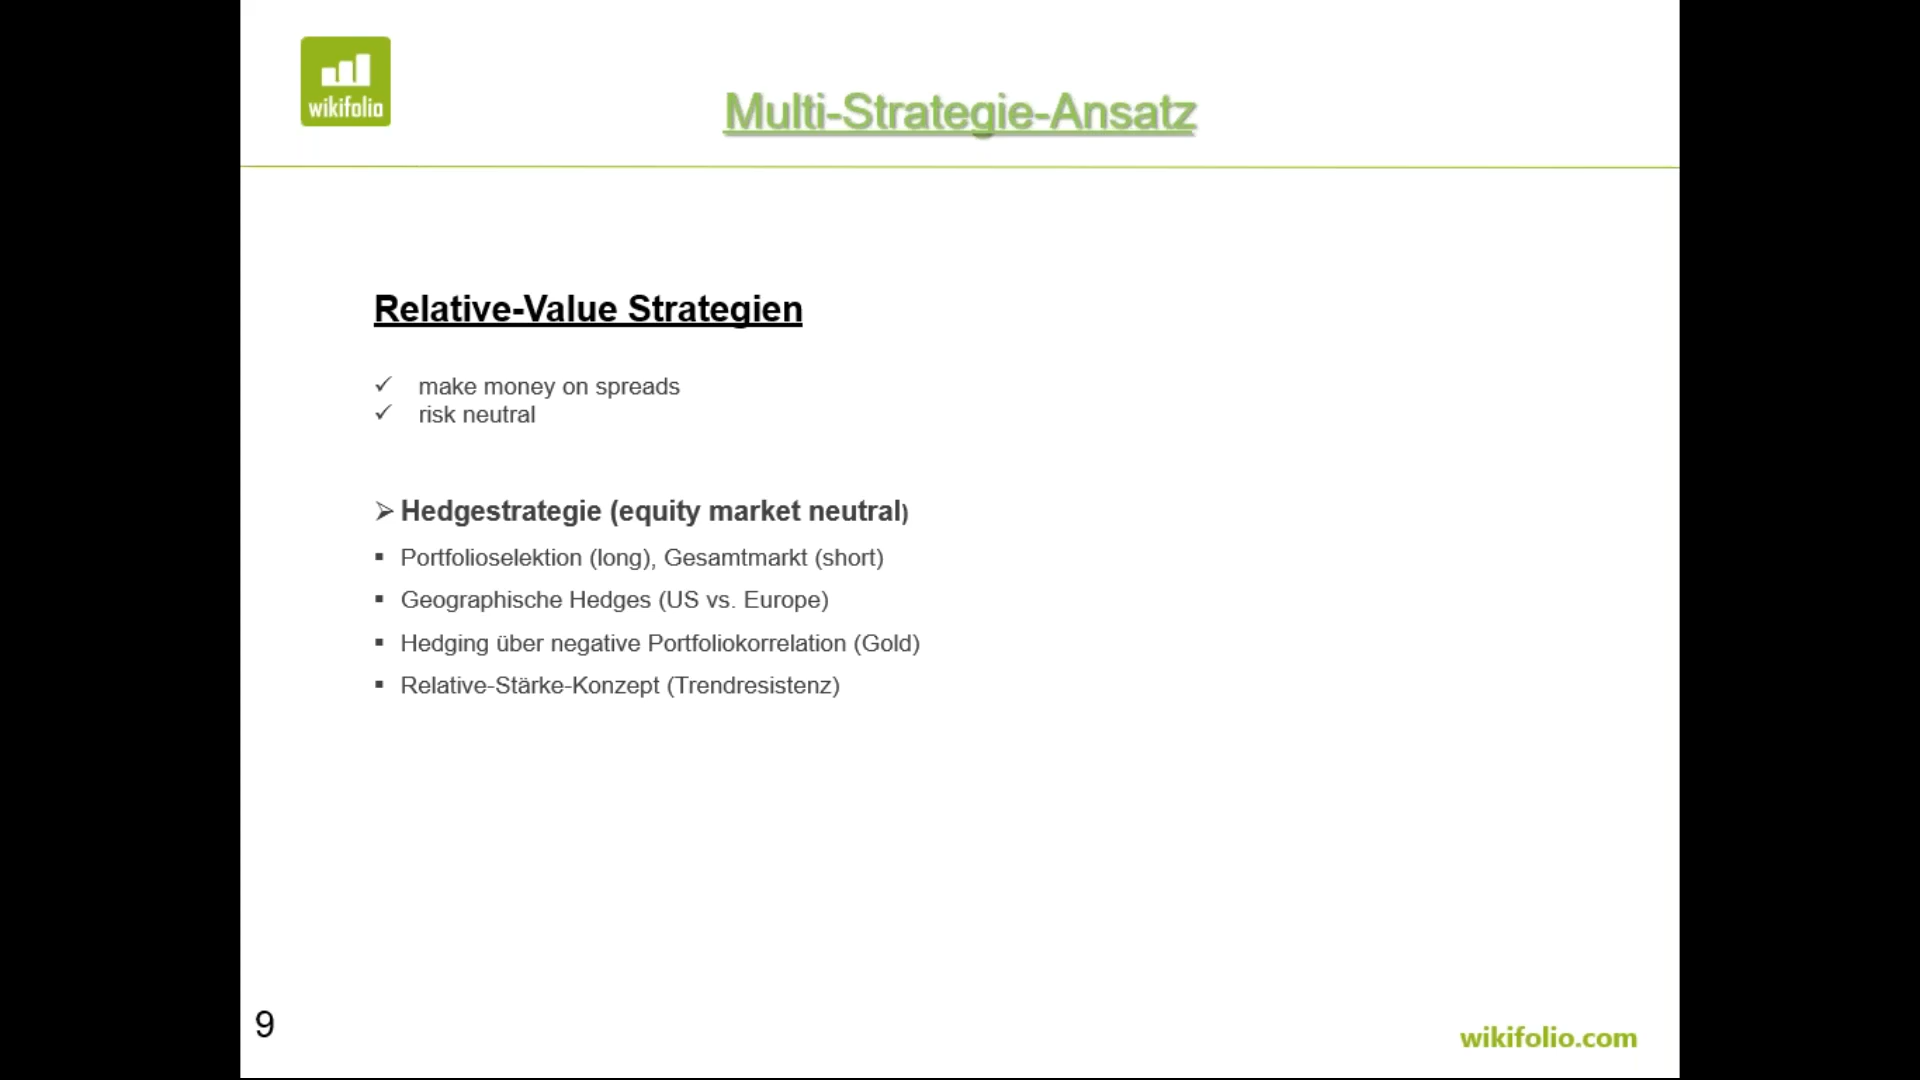 wikifolio
Multi-Strategie-Ansatz
Relative-Value Strategien
✓ make money on spreads
✓ risk neutral
➢ Hedgestrategie (equity market neutral)
▪ Portfolioselektion (long), Gesamtmarkt (short)
▪ Geographische Hedges (US vs. Europe)
▪ Hedging über negative Portfoliokorrelation (Gold)
▪ Relative-Stärke-Konzept (Trendresistenz)
9
wikifolio.com